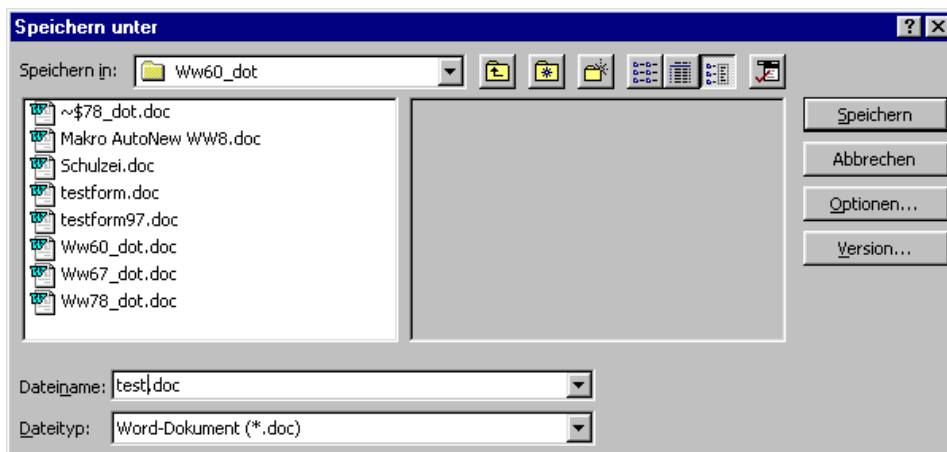 Speichern unter
Speichern in: Ww60_dot
~$78_dot.doc
Makro AutoNew WW8.doc
Schulzei.doc
testform.doc
testform97.doc
Ww60_dot.doc
Ww67_dot.doc
Ww78_dot.doc
Speichern
Abbrechen
Optionen...
Version...
Dateiname: test.doc
Dateityp: Word-Dokument (*.doc)